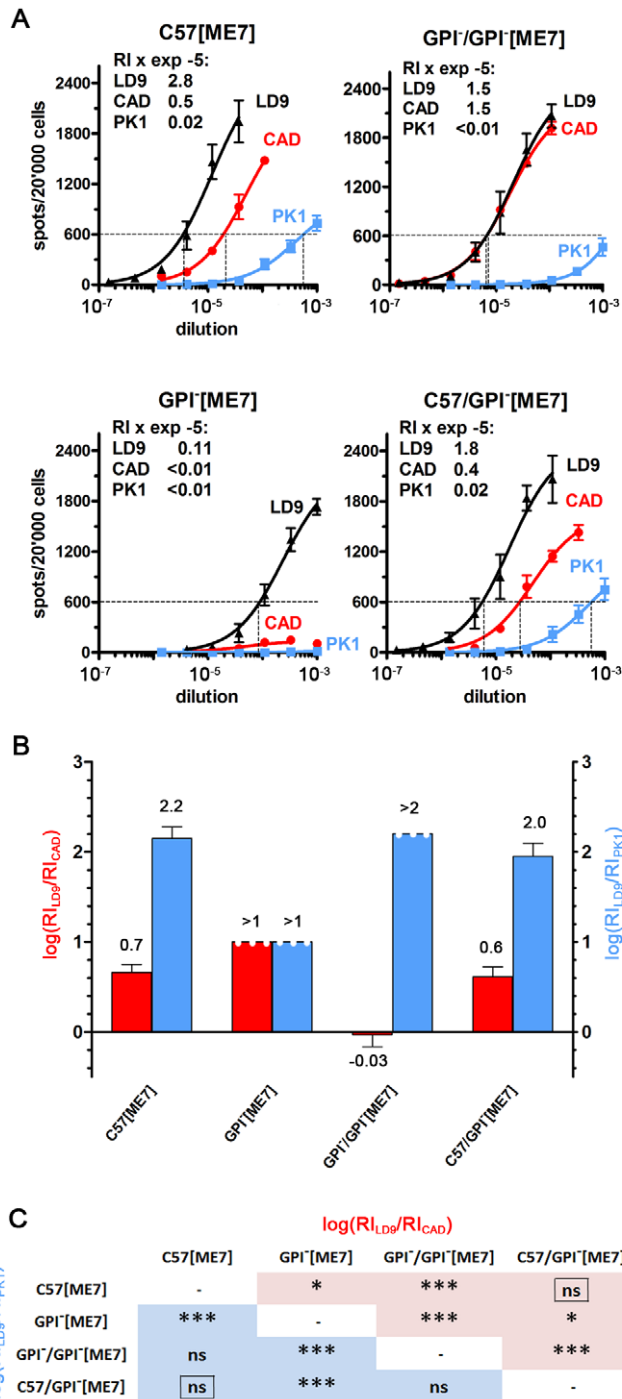 A
C57[ME7]
RI x exp -5:
LD9 2.8
CAD 0.5
PK1 0.02
LD9
CAD
PK1
spots/20'000 cells
2400
1800
1200
600
0
10-7 10-5 10-3
dilution
GPI-/GPI-[ME7]
RI x exp -5:
LD9 1.5
CAD 1.5
PK1 <0.01
LD9
CAD
PK1
2400
1800
1200
600
0
10-7 10-5 10-3
dilution
GPI-[ME7]
RI x exp -5:
LD9 0.11
CAD <0.01
PK1 <0.01
LD9
CAD
PK1
spots/20'000 cells
2400
1800
1200
600
0
10-7 10-5 10-3
dilution
C57/GPI-[ME7]
RI x exp -5:
LD9 1.8
CAD 0.4
PK1 0.02
LD9
CAD
PK1
2400
1800
1200
600
0
10-7 10-5 10-3
dilution
B
log(RILD9/RICAD)
3
2
1
0
0.7
2.2
>1
>1
-0.03
>2
0.6
2.0
3
2
1
0
log(RILD9/RIPK1)
C57[ME7]
GPI-[ME7]
GPI-/GPI-[ME7]
C57/GPI-[ME7]
C
log(RILD9/RICAD)
C57[ME7] GPI-[ME7] GPI-/GPI-[ME7] C57/GPI-[ME7]
C57[ME7] - * *** ns
GPI-[ME7] *** - *** *
GPI-/GPI-[ME7] ns *** - ***
C57/GPI-[ME7] ns *** ns -